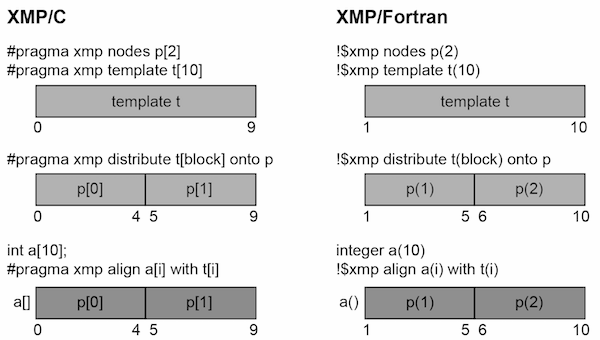 XMP/C
#pragma xmp nodes p[2]
#pragma xmp template t[10]
template t
0 9
#pragma xmp distribute t[block] onto p
p[0] p[1]
0 4 5 9
int a[10];
#pragma xmp align a[i] with t[i]
a[] p[0] p[1]
0 4 5 9
XMP/Fortran
!$xmp nodes p(2)
!$xmp template t(10)
template t
1 10
!$xmp distribute t(block) onto p
p(1) p(2)
1 5 6 10
integer a(10)
!$xmp align a(i) with t(i)
a() p(1) p(2)
1 5 6 10